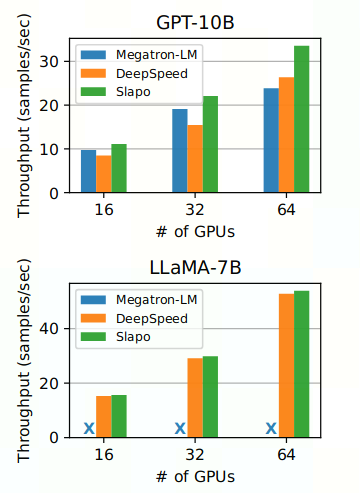 GPT-10B
Throughput (samples/sec)
30
20
10
0
Megatron-LM
DeepSpeed
Slapo
16 32 64
# of GPUs
LLaMA-7B
Throughput (samples/sec)
40
20
0
Megatron-LM
DeepSpeed
Slapo
X X X
16 32 64
# of GPUs